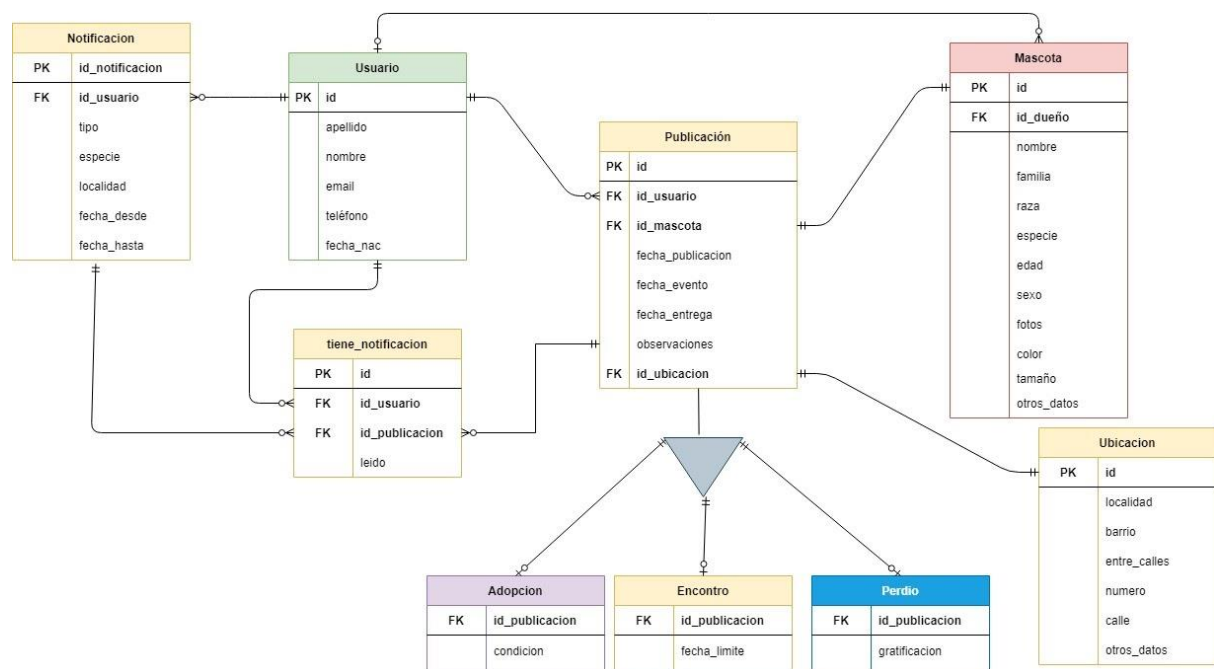 Notificacion
PK id_notificacion
FK id_usuario
tipo
especie
localidad
fecha_desde
fecha_hasta
Usuario
PK id
apellido
nombre
email
teléfono
fecha_nac
Publicación
PK id
FK id_usuario
FK id_mascota
fecha_publicacion
fecha_evento
fecha_entrega
observaciones
FK id_ubicacion
Mascota
PK id
FK id_dueño
nombre
familia
raza
especie
edad
sexo
fotos
color
tamaño
otros_datos
tiene_notificacion
PK id
FK id_usuario
FK id_publicacion
leido
Ubicacion
PK id
localidad
barrio
entre_calles
numero
calle
otros_datos
Adopcion
FK id_publicacion
condicion
Encontro
FK id_publicacion
fecha_limite
Perdio
FK id_publicacion
gratificacion